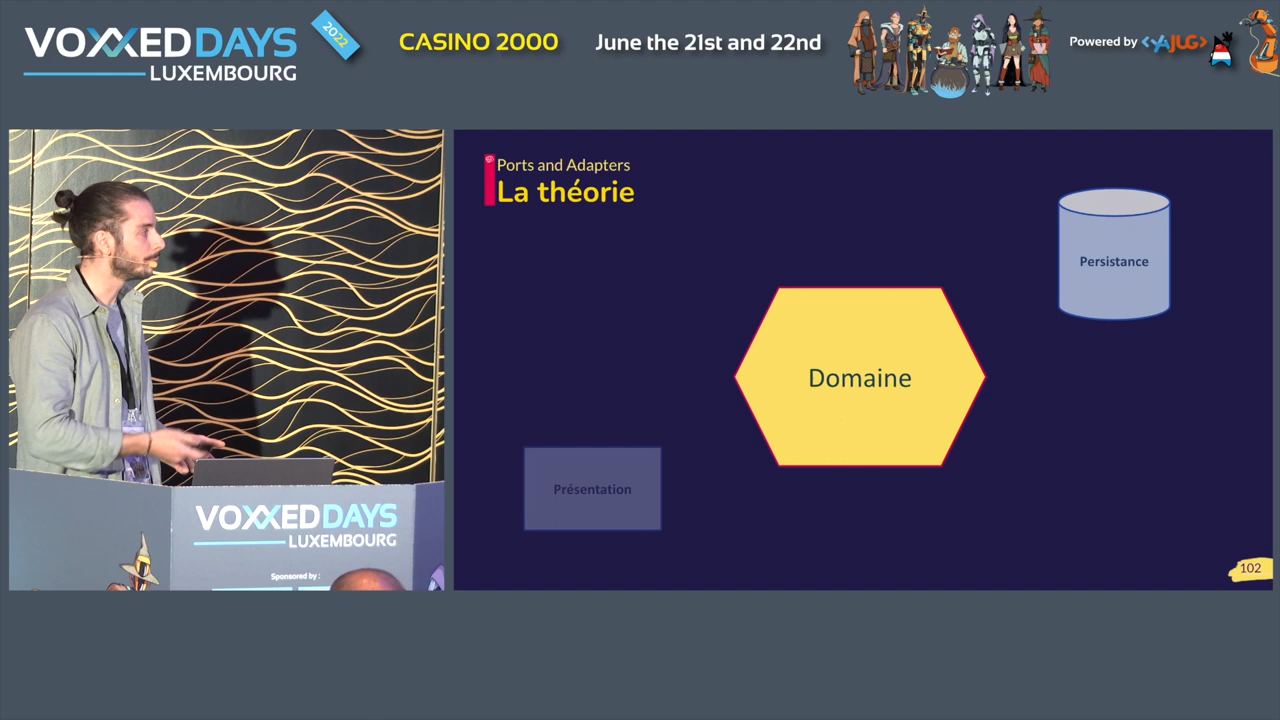 VOXXED DAYS
LUXEMBOURG
2022
CASINO 2000
June the 21st and 22nd
Powered by <YAJUG>
Ports and Adapters
La théorie
Persistance
Domaine
Présentation
102
VOXXED DAYS
LUXEMBOURG
Sponsored by :